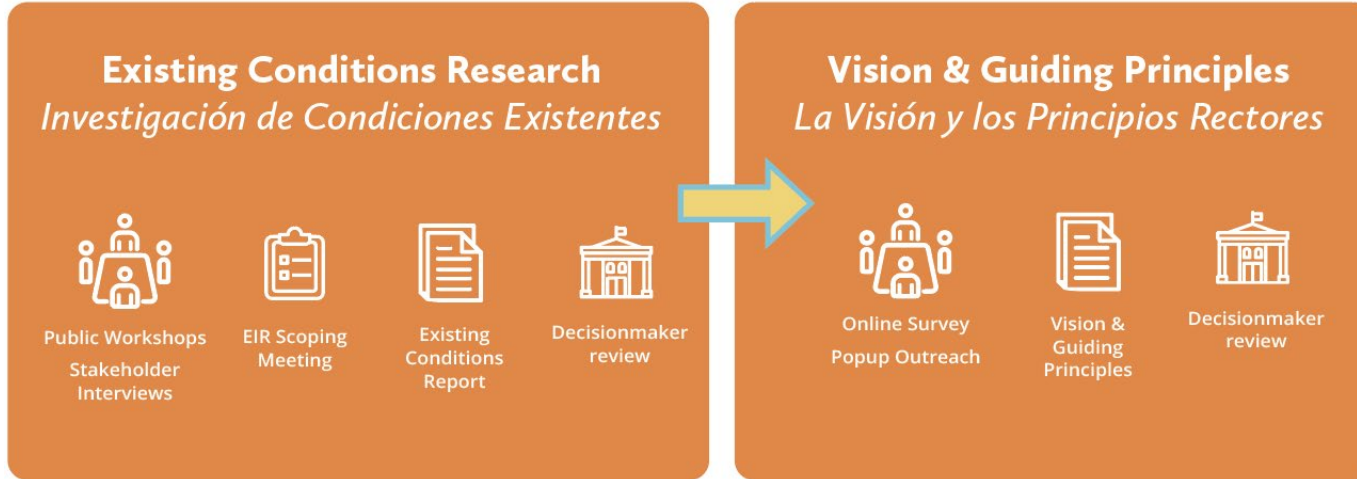 Existing Conditions Research
Investigación de Condiciones Existentes
Public Workshops
Stakeholder
Interviews
EIR Scoping
Meeting
Existing
Conditions
Report
Decisionmaker
review
Vision & Guiding Principles
La Visión y los Principios Rectores
Online Survey
Popup Outreach
Vision &
Guiding
Principles
Decisionmaker
review